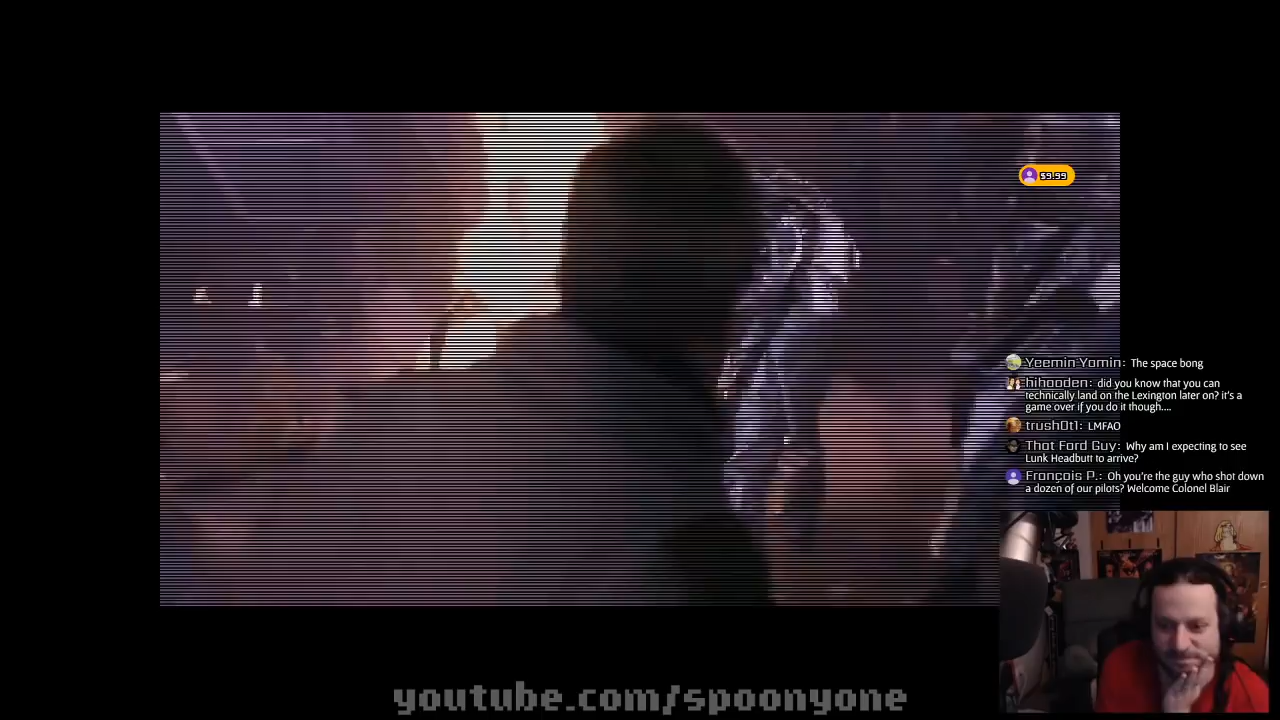 $9.99
Yeemin Yamin: The space bong
hihooden: did you know that you can
technically land on the Lexington later on? it's a
game over if you do it though....
trush0t1: LMFAO
That Ford Guy: Why am I expecting to see
Lunk Headbutt to arrive?
François P.: Oh you're the guy who shot down
a dozen of our pilots? Welcome Colonel Blair
youtube.com/spoonyone